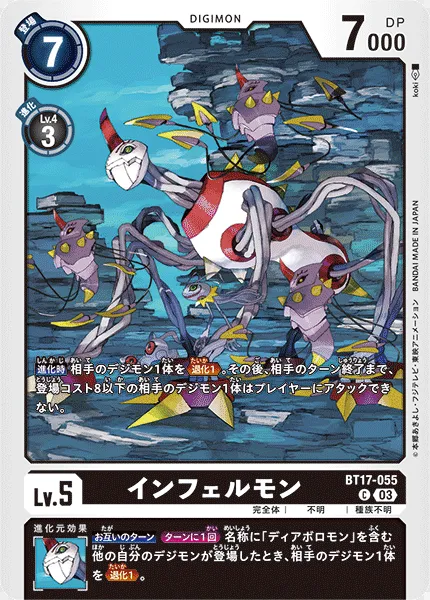 登場
7
DIGIMON
7000
DP
進化
Lv.4
3
koki
© 本郷あきよし・フジテレビ・東映アニメーション BANDAI MADE IN JAPAN
進化時 相手のデジモン1体を 退化1 。その後、相手のターン終了まで、
登場コスト8以下の相手のデジモン1体はプレイヤーにアタックでき
ない。
BT17-055
Lv.5
インフェルモン
C 03
完全体 不明 種族不明
進化元効果
お互いのターン ターンに1回 名称に「ディアボロモン」を含む
他の自分のデジモンが登場したとき、相手のデジモン1体
を 退化1 。